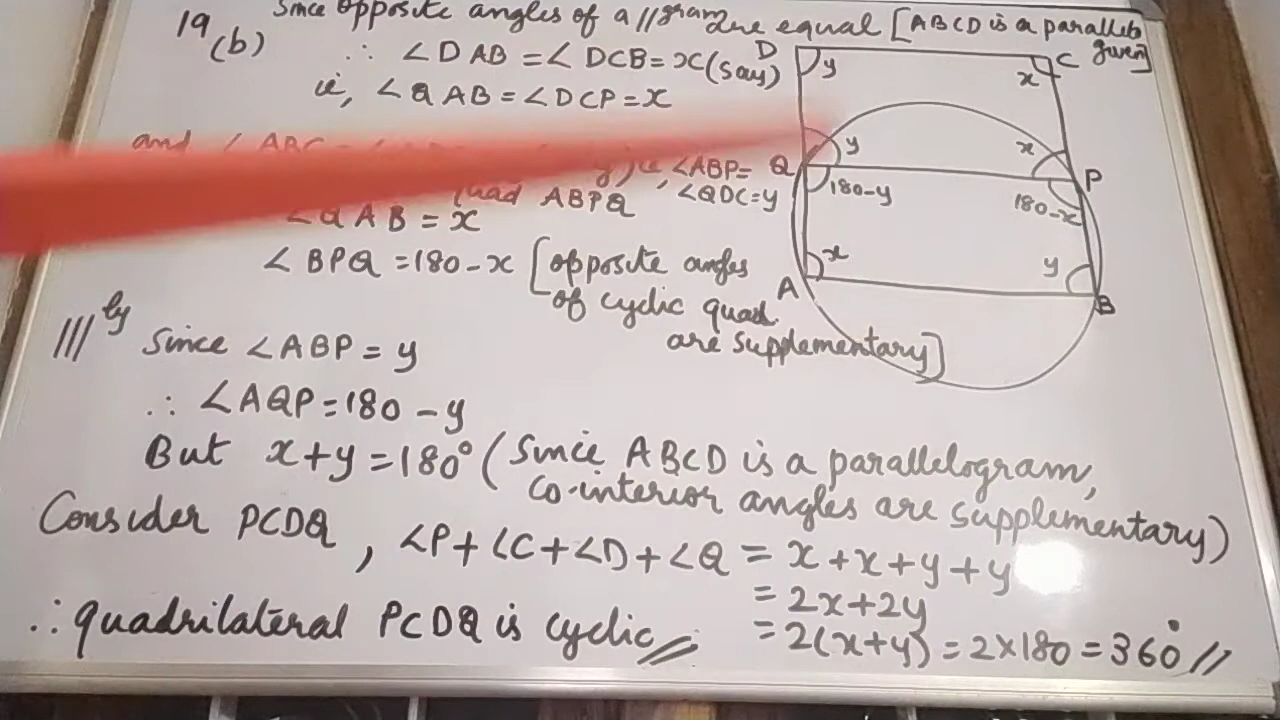 19 (b) Since opposite angles of a //gram are equal [ABCD is a
given]
∴ ∠DAB = ∠DCB = x (say)
ie, ∠QAB = ∠DCP = x
and ∠ABC y) ie, ∠ABP =
∠QDC = y
quad ABPQ
∠QAB = x
∠BPQ = 180 - x [opposite angles
of cyclic quad.
are supplementary]
///ly Since ∠ABP = y
∴ ∠AQP = 180 - y
But x + y = 180° (Since ABCD is a parallelogram,
co-interior angles are supplementary)
Consider PCDQ, ∠P + ∠C + ∠D + ∠Q = x + x + y + y
= 2x + 2y
= 2(x + y) = 2 × 180 = 360° //
∴ quadrilateral PCDQ is cyclic //
D y x C
Q y x P
180-y 180-x
x y
A B